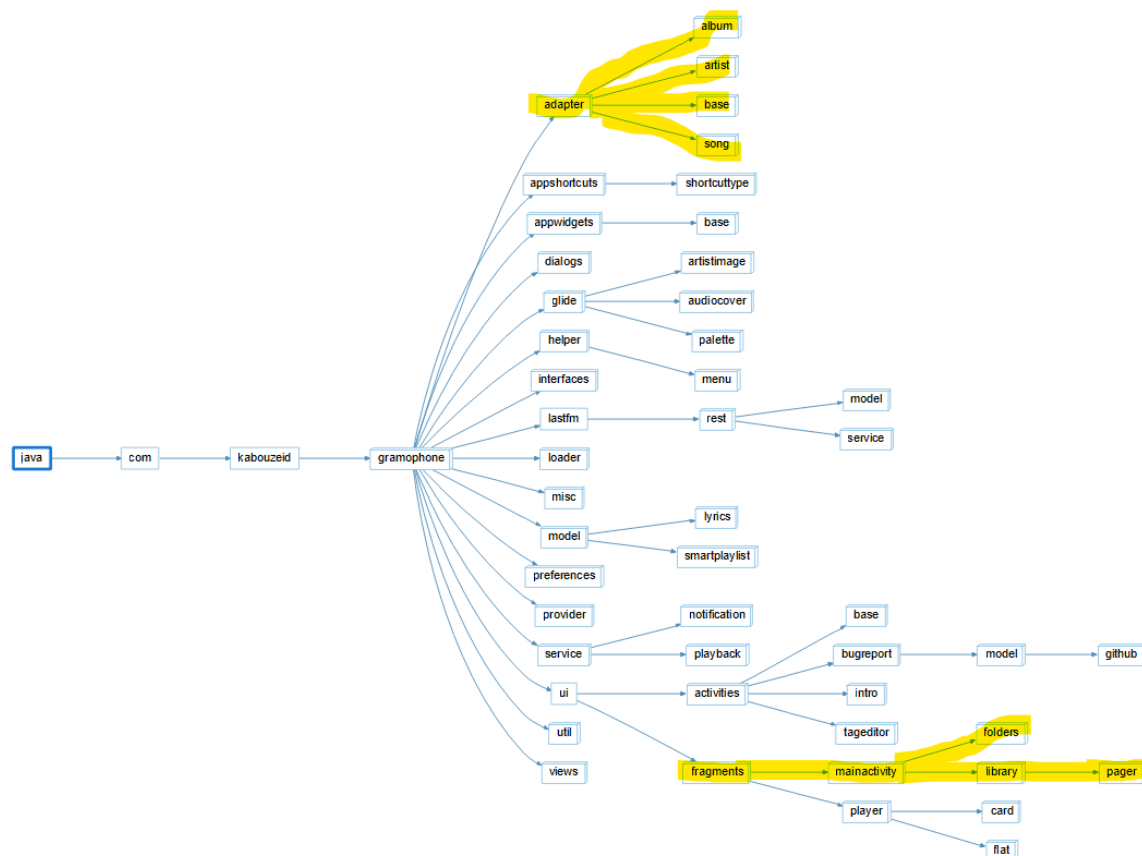 album
artist
adapter
base
song
appshortcuts
shortcuttype
appwidgets
base
dialogs
artistimage
glide
audiocover
helper
palette
interfaces
menu
lastfm
rest
model
service
java
com
kabouzeid
gramophone
loader
misc
model
lyrics
smartplaylist
preferences
provider
notification
base
service
playback
bugreport
model
github
ui
activities
intro
util
tageditor
folders
views
fragments
mainactivity
library
pager
player
card
flat